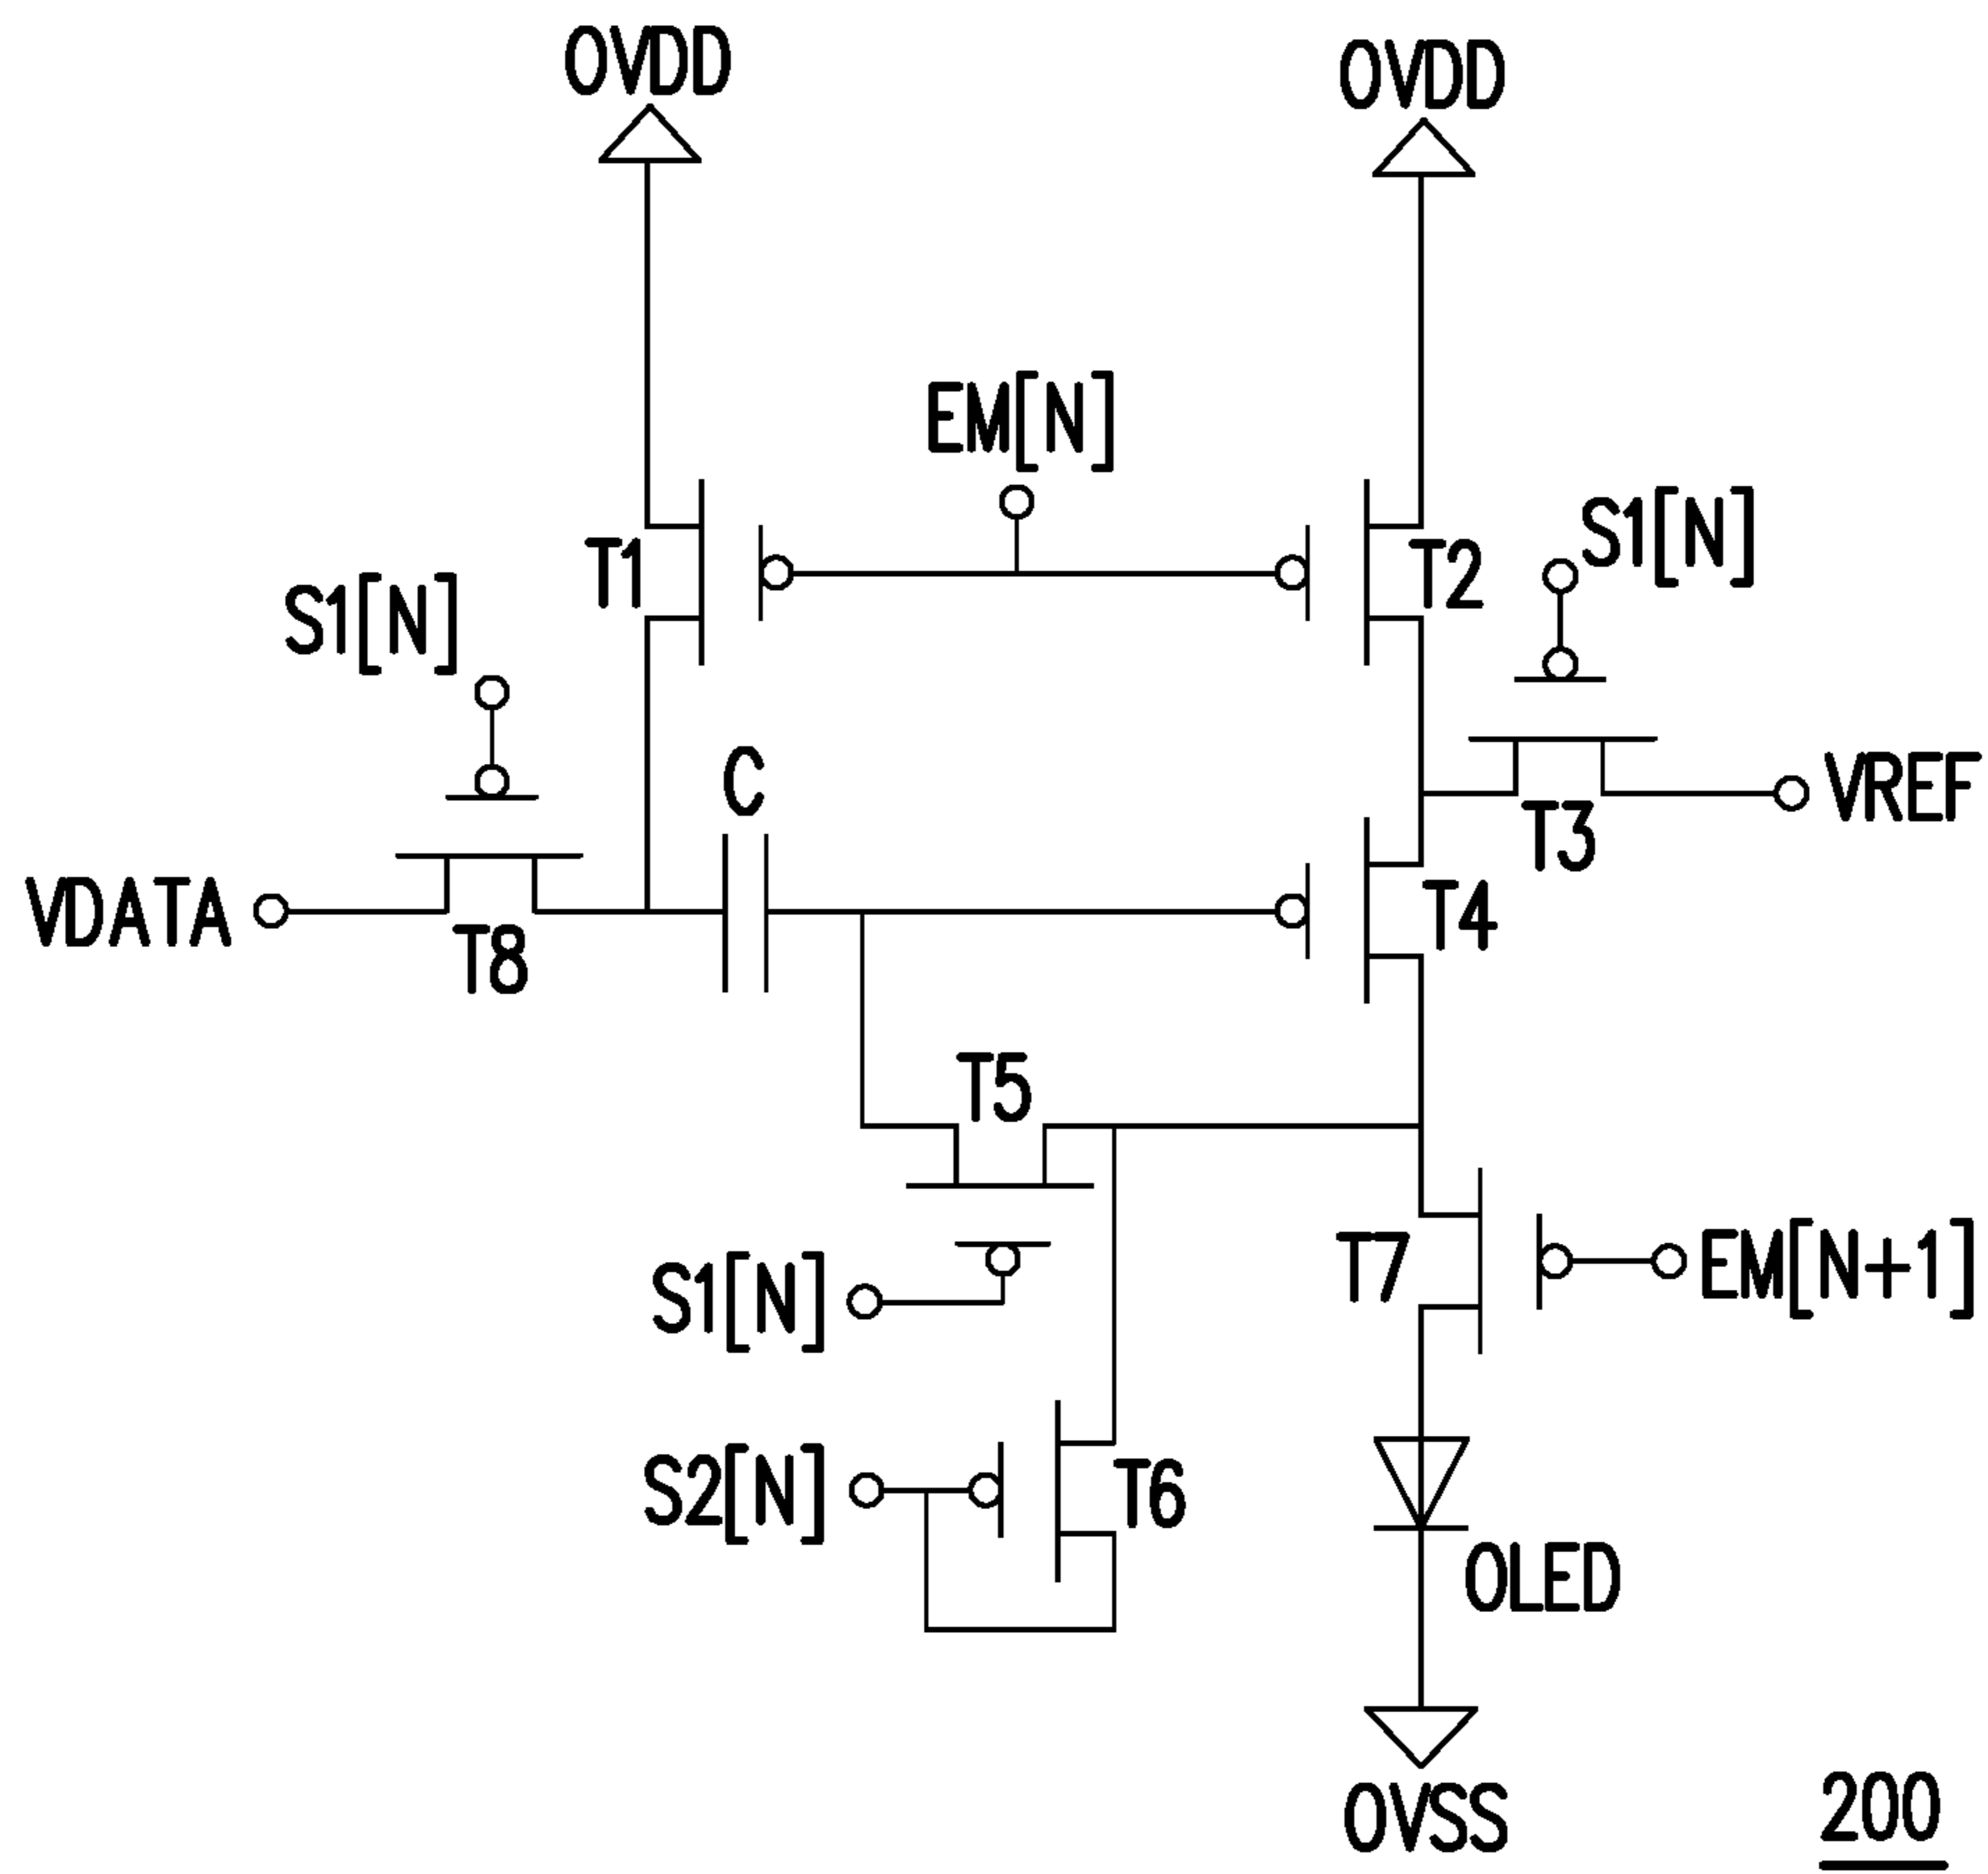 OVDD
OVDD
EM[N]
S1[N]
T1
T2
S1[N]
C
VREF
T3
VDATA
T4
T8
T5
T7
EM[N+1]
S1[N]
S2[N]
T6
OLED
OVSS
200